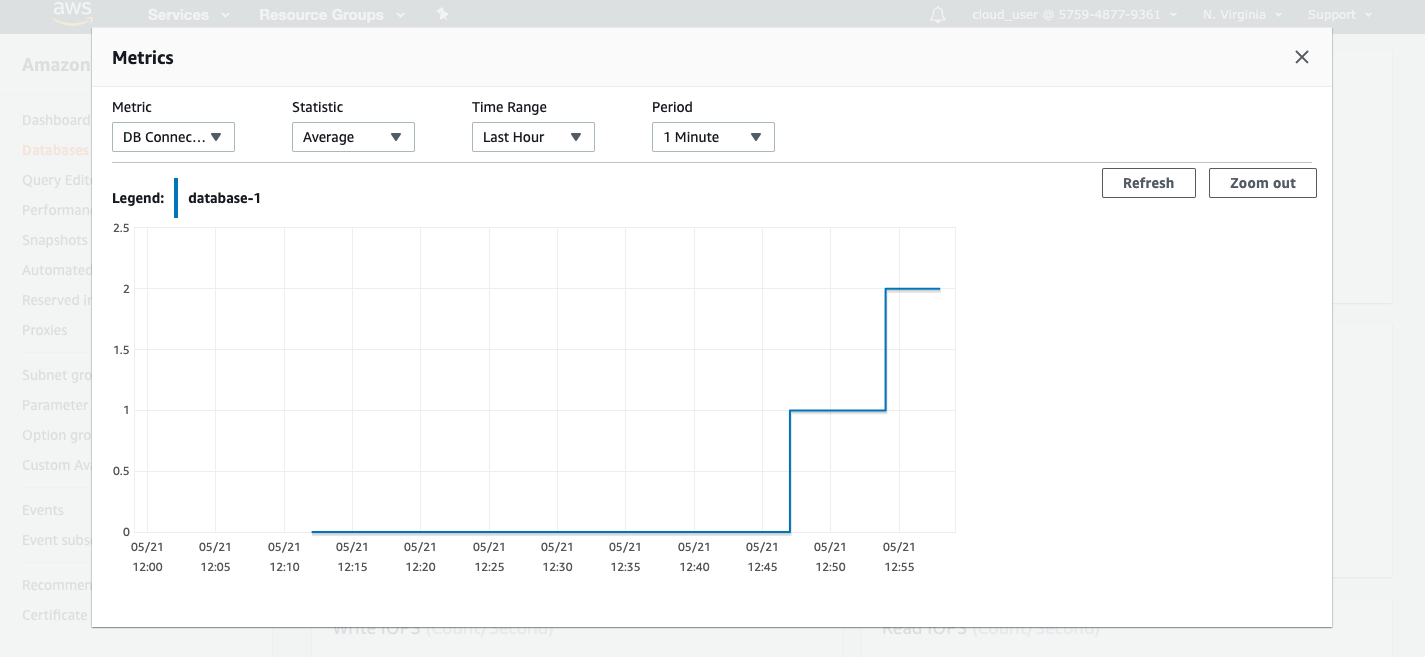 aws Services Resource Groups cloud_user @ 5759-4877-9361 N. Virginia Support
Amazon
Metrics
Dashboard
Databases
Query Edit
Performan
Snapshots
Automated
Reserved in
Proxies
Subnet gro
Parameter
Option gro
Custom Ava
Events
Event subs
Recommen
Certificate
Metric Statistic Time Range Period
DB Connec... Average Last Hour 1 Minute
Refresh Zoom out
Legend: database-1
2.5
2
1.5
1
0.5
0
05/21 05/21 05/21 05/21 05/21 05/21 05/21 05/21 05/21 05/21 05/21 05/21
12:00 12:05 12:10 12:15 12:20 12:25 12:30 12:35 12:40 12:45 12:50 12:55
Write IOPS (Count/Second) Read IOPS (Count/Second)